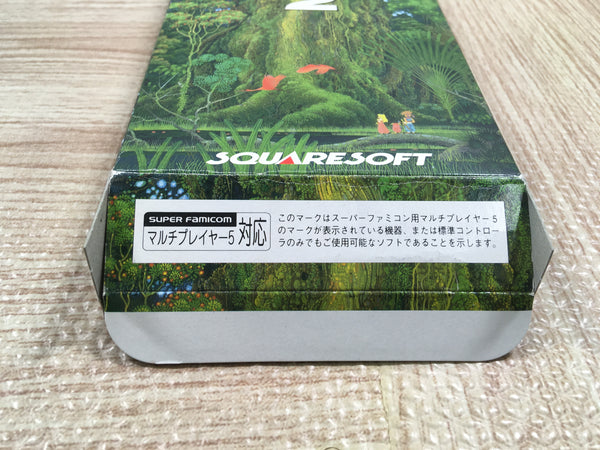 2
SQUARESOFT
SUPER FAMICOM
マルチプレイヤー5
対応
このマークはスーパーファミコン用マルチプレイヤー5
のマークが表示されている機器、または標準コントロー
ラのみでもご使用可能なソフトであることを示します。